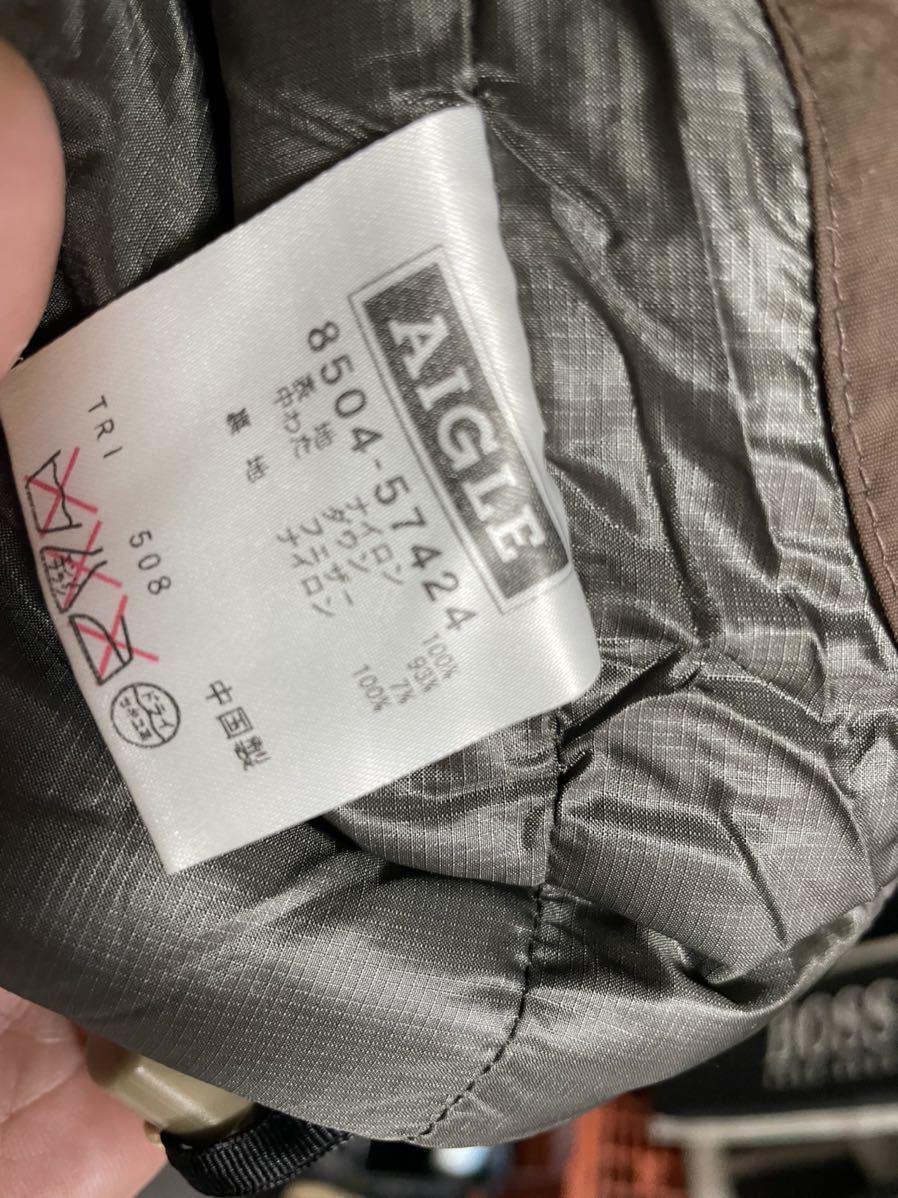 AIGLE
8504-57424
表 地 ナイロン 100%
中わた ダウン 93%
フェザー 7%
裏 地 ナイロン 100%
TRI 508
ドライ
中国製
BOSS